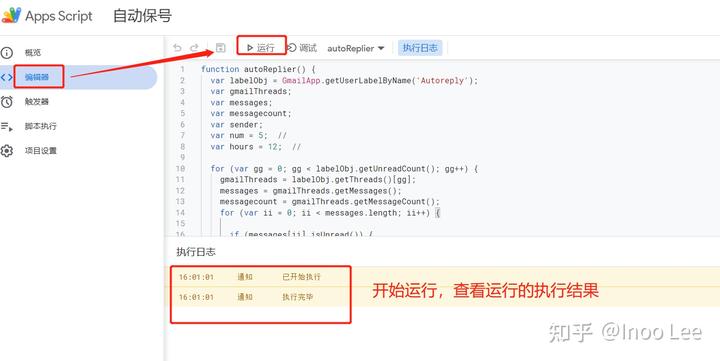 Apps Script 自动保号
概览
编辑器
触发器
脚本执行
项目设置
运行 调试 autoReplier 执行日志
1 function autoReplier() {
2 var labelObj = GmailApp.getUserLabelByName('Autoreply');
3 var gmailThreads;
4 var messages;
5 var messagecount;
6 var sender;
7 var num = 5; //
8 var hours = 12; //
9
10 for (var gg = 0; gg < labelObj.getUnreadCount(); gg++) {
11 gmailThreads = labelObj.getThreads()[gg];
12 messages = gmailThreads.getMessages();
13 messagecount = gmailThreads.getMessageCount();
14 for (var ii = 0; ii < messages.length; ii++) {
15
16 if (messages[ii].isUnread()) {
执行日志
16:01:01 通知 已开始执行
16:01:01 通知 执行完毕
开始运行，查看运行的执行结果
知乎 @Inoo Lee